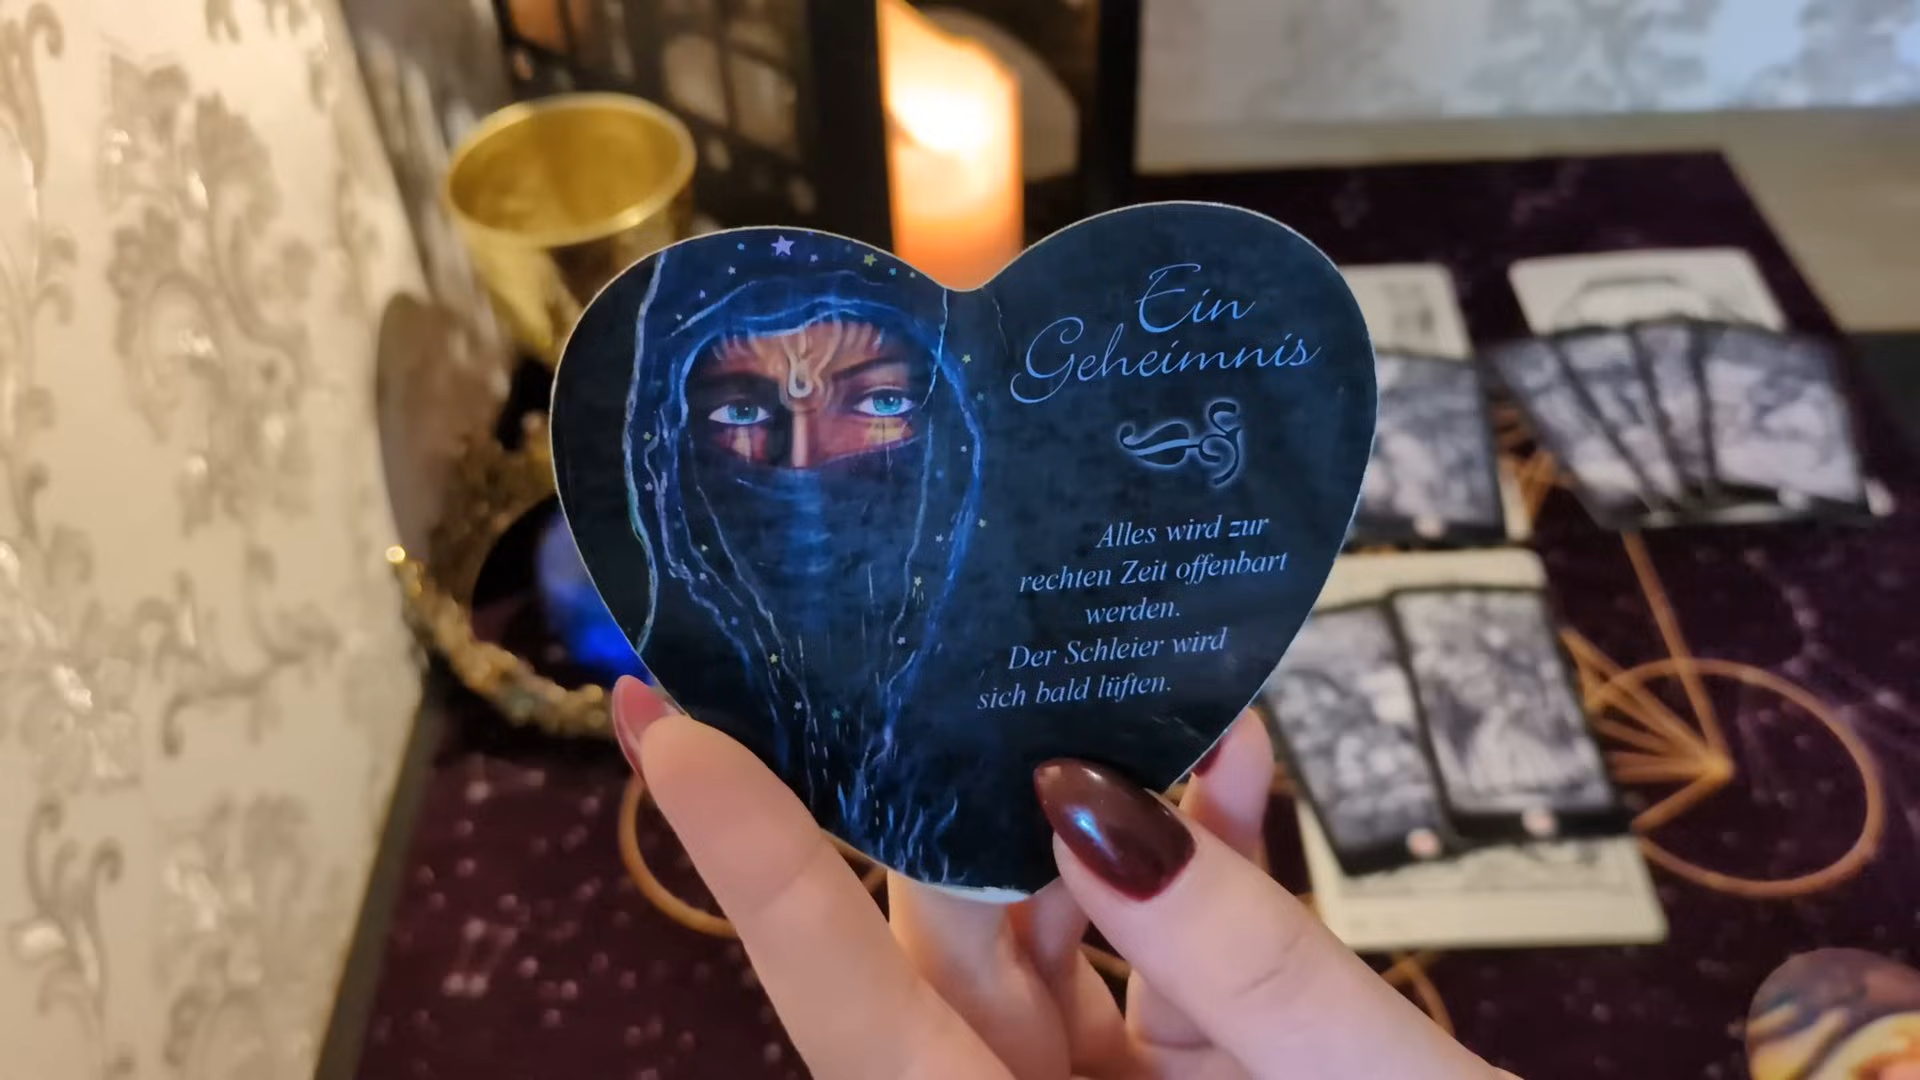 Ein
Geheimnis
Alles wird zur
rechten Zeit offenbart
werden.
Der Schleier wird
sich bald lüften.